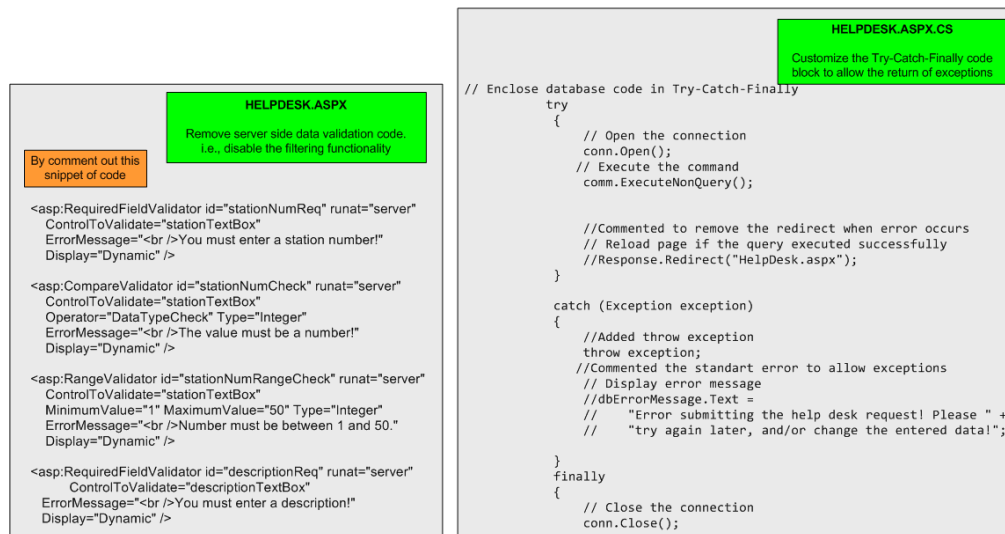 HELPDESK.ASPX
Remove server side data validation code.
i.e., disable the filtering functionality
By comment out this
snippet of code
<asp:RequiredFieldValidator id="stationNumReq" runat="server"
ControlToValidate="stationTextBox"
ErrorMessage="<br />You must enter a station number!"
Display="Dynamic" />
<asp:CompareValidator id="stationNumCheck" runat="server"
ControlToValidate="stationTextBox"
Operator="DataTypeCheck" Type="Integer"
ErrorMessage="<br />The value must be a number!"
Display="Dynamic" />
<asp:RangeValidator id="stationNumRangeCheck" runat="server"
ControlToValidate="stationTextBox"
MinimumValue="1" MaximumValue="50" Type="Integer"
ErrorMessage="<br />Number must be between 1 and 50."
Display="Dynamic" />
<asp:RequiredFieldValidator id="descriptionReq" runat="server"
ControlToValidate="descriptionTextBox"
ErrorMessage="<br />You must enter a description!"
Display="Dynamic" />
HELPDESK.ASPX.CS
Customize the Try-Catch-Finally code
block to allow the return of exceptions
// Enclose database code in Try-Catch-Finally
try
{
// Open the connection
conn.Open();
// Execute the command
comm.ExecuteNonQuery();
//Commented to remove the redirect when error occurs
// Reload page if the query executed successfully
//Response.Redirect("HelpDesk.aspx");
}
catch (Exception exception)
{
//Added throw exception
throw exception;
//Commented the standart error to allow exceptions
// Display error message
//dbErrorMessage.Text =
// "Error submitting the help desk request! Please " +
// "try again later, and/or change the entered data!";
}
finally
{
// Close the connection
conn.Close();